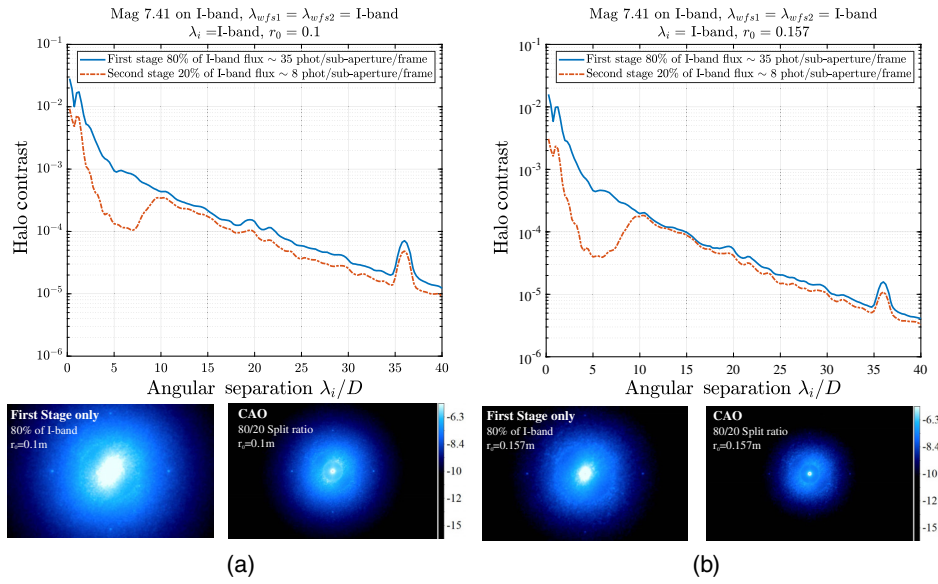 Mag 7.41 on I-band, λwfs1 = λwfs2 = I-band
λi =I-band, r0 = 0.1
First stage 80% of I-band flux ~ 35 phot/sub-aperture/frame
Second stage 20% of I-band flux ~ 8 phot/sub-aperture/frame
Halo contrast
10^-1
10^-2
10^-3
10^-4
10^-5
10^-6
0 5 10 15 20 25 30 35 40
Angular separation λi/D
Mag 7.41 on I-band, λwfs1 = λwfs2 = I-band
λi = I-band, r0 = 0.157
First stage 80% of I-band flux ~ 35 phot/sub-aperture/frame
Second stage 20% of I-band flux ~ 8 phot/sub-aperture/frame
Halo contrast
10^-1
10^-2
10^-3
10^-4
10^-5
10^-6
0 5 10 15 20 25 30 35 40
Angular separation λi/D
First Stage only
80% of I-band
r0=0.1m
CAO
80/20 Split ratio
r0=0.1m
-6.3
-8.4
-10
-12
-15
(a)
First Stage only
80% of I-band
r0=0.157m
CAO
80/20 Split ratio
r0=0.157m
-6.3
-8.4
-10
-12
-15
(b)